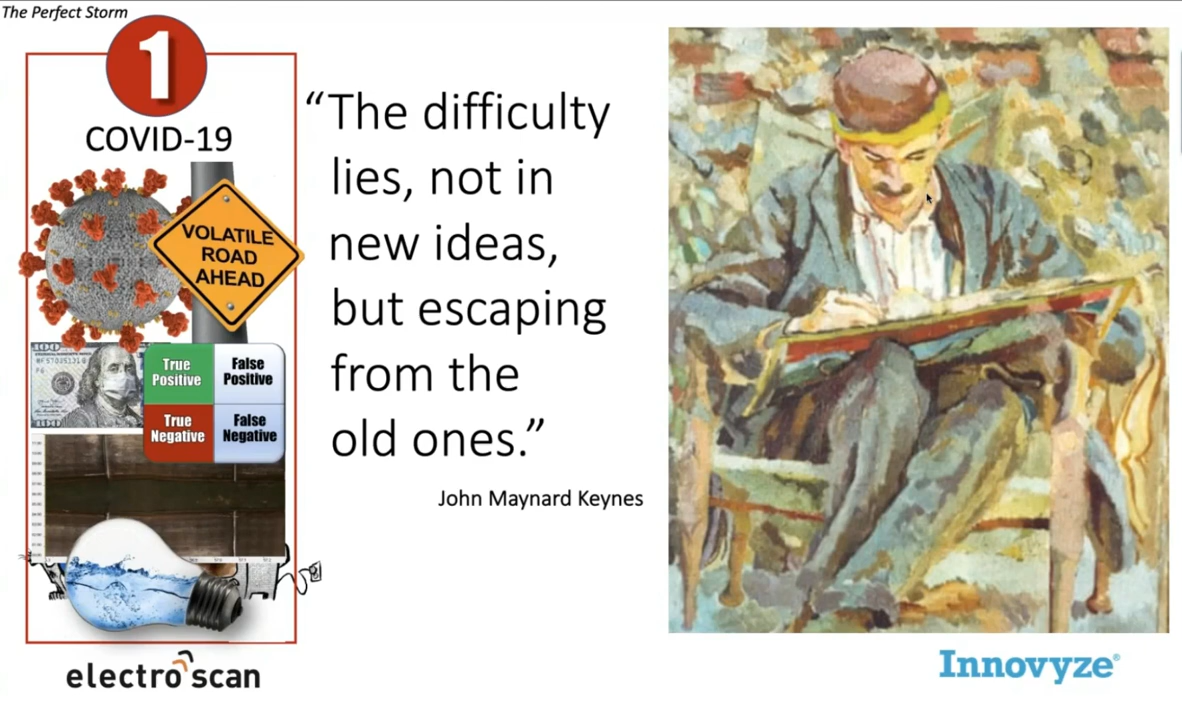 The Perfect Storm
1
COVID-19
VOLATILE
ROAD
AHEAD
100
True
Positive
False
Positive
True
Negative
False
Negative
“The difficulty
lies, not in
new ideas,
but escaping
from the
old ones.”
John Maynard Keynes
electro scan
Innovyze®